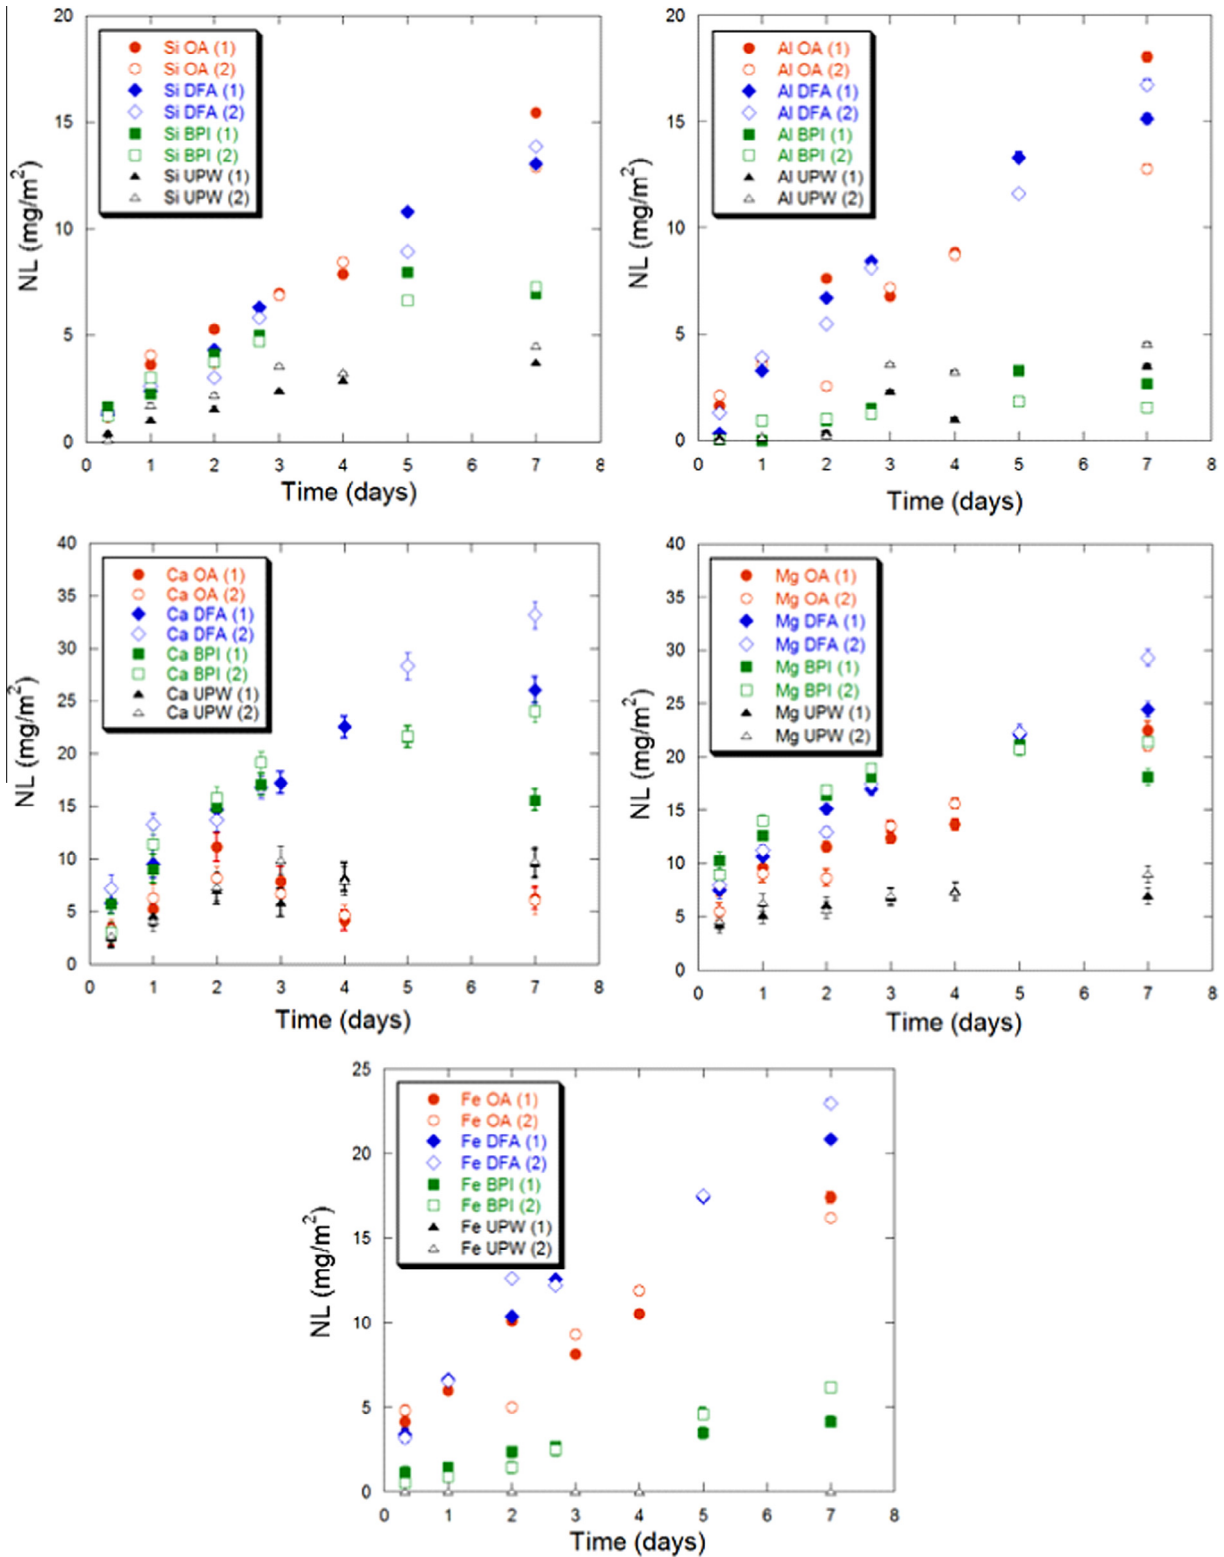 20
15
10
5
0
NL (mg/m²)
Si OA (1)
Si OA (2)
Si DFA (1)
Si DFA (2)
Si BPI (1)
Si BPI (2)
Si UPW (1)
Si UPW (2)
0 1 2 3 4 5 6 7 8
Time (days)
20
15
10
5
0
NL (mg/m²)
Al OA (1)
Al OA (2)
Al DFA (1)
Al DFA (2)
Al BPI (1)
Al BPI (2)
Al UPW (1)
Al UPW (2)
0 1 2 3 4 5 6 7 8
Time (days)
40
35
30
25
20
15
10
5
0
NL (mg/m²)
Ca OA (1)
Ca OA (2)
Ca DFA (1)
Ca DFA (2)
Ca BPI (1)
Ca BPI (2)
Ca UPW (1)
Ca UPW (2)
0 1 2 3 4 5 6 7 8
Time (days)
40
35
30
25
20
15
10
5
0
NL (mg/m²)
Mg OA (1)
Mg OA (2)
Mg DFA (1)
Mg DFA (2)
Mg BPI (1)
Mg BPI (2)
Mg UPW (1)
Mg UPW (2)
0 1 2 3 4 5 6 7 8
Time (days)
25
20
15
10
5
0
NL (mg/m²)
Fe OA (1)
Fe OA (2)
Fe DFA (1)
Fe DFA (2)
Fe BPI (1)
Fe BPI (2)
Fe UPW (1)
Fe UPW (2)
0 1 2 3 4 5 6 7 8
Time (days)